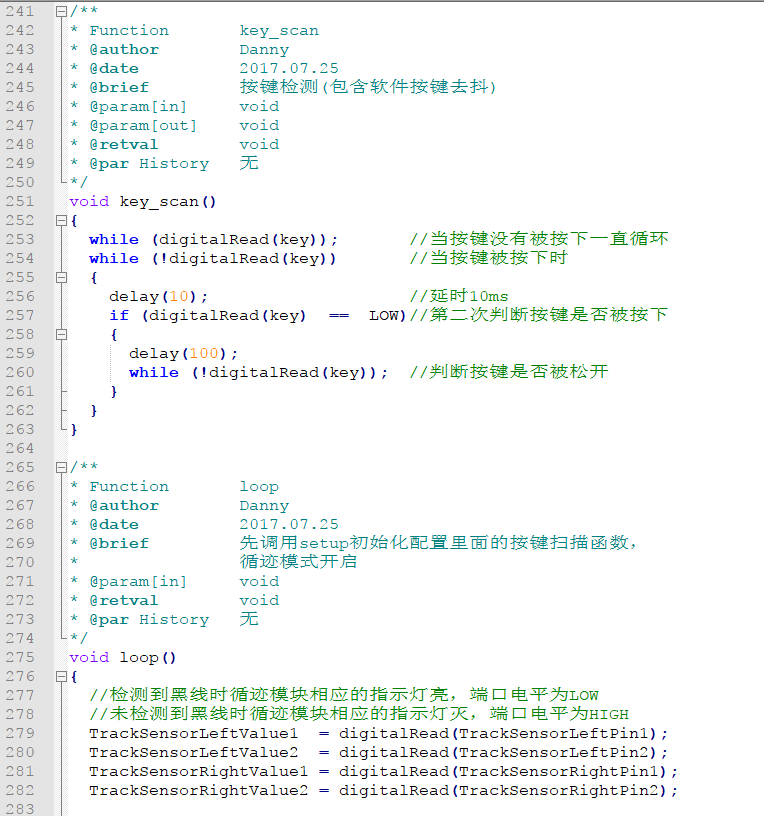 241 /**
242 * Function       key_scan
243 * @author        Danny
244 * @date          2017.07.25
245 * @brief         按键检测(包含软件按键去抖)
246 * @param[in]     void
247 * @param[out]    void
248 * @retval        void
249 * @par History   无
250 */
251 void key_scan()
252 {
253   while (digitalRead(key));       //当按键没有被按下一直循环
254   while (!digitalRead(key))       //当按键被按下时
255   {
256     delay(10);                    //延时10ms
257     if (digitalRead(key)  ==  LOW)//第二次判断按键是否被按下
258     {
259       delay(100);
260       while (!digitalRead(key));  //判断按键是否被松开
261     }
262   }
263 }
264
265 /**
266 * Function       loop
267 * @author        Danny
268 * @date          2017.07.25
269 * @brief         先调用setup初始化配置里面的按键扫描函数，
270 *                循迹模式开启
271 * @param[in]     void
272 * @retval        void
273 * @par History   无
274 */
275 void loop()
276 {
277   //检测到黑线时循迹模块相应的指示灯亮，端口电平为LOW
278   //未检测到黑线时循迹模块相应的指示灯灭，端口电平为HIGH
279   TrackSensorLeftValue1  = digitalRead(TrackSensorLeftPin1);
280   TrackSensorLeftValue2  = digitalRead(TrackSensorLeftPin2);
281   TrackSensorRightValue1 = digitalRead(TrackSensorRightPin1);
282   TrackSensorRightValue2 = digitalRead(TrackSensorRightPin2);
283